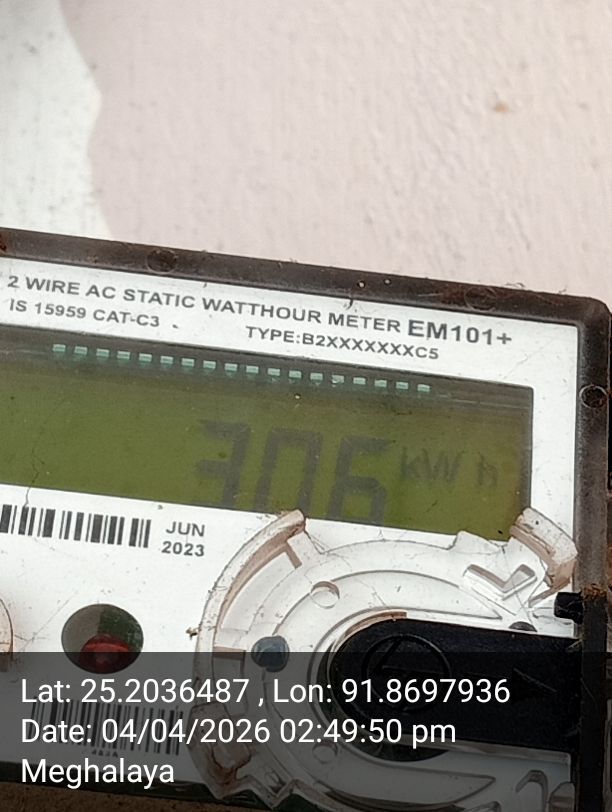 2 WIRE AC STATIC WATTHOUR METER EM101+
IS 15959 CAT-C3
TYPE:B2XXXXXXXC5
306 kWh
JUN
2023
Lat: 25.2036487 , Lon: 91.8697936
Date: 04/04/2026 02:49:50 pm
Meghalaya